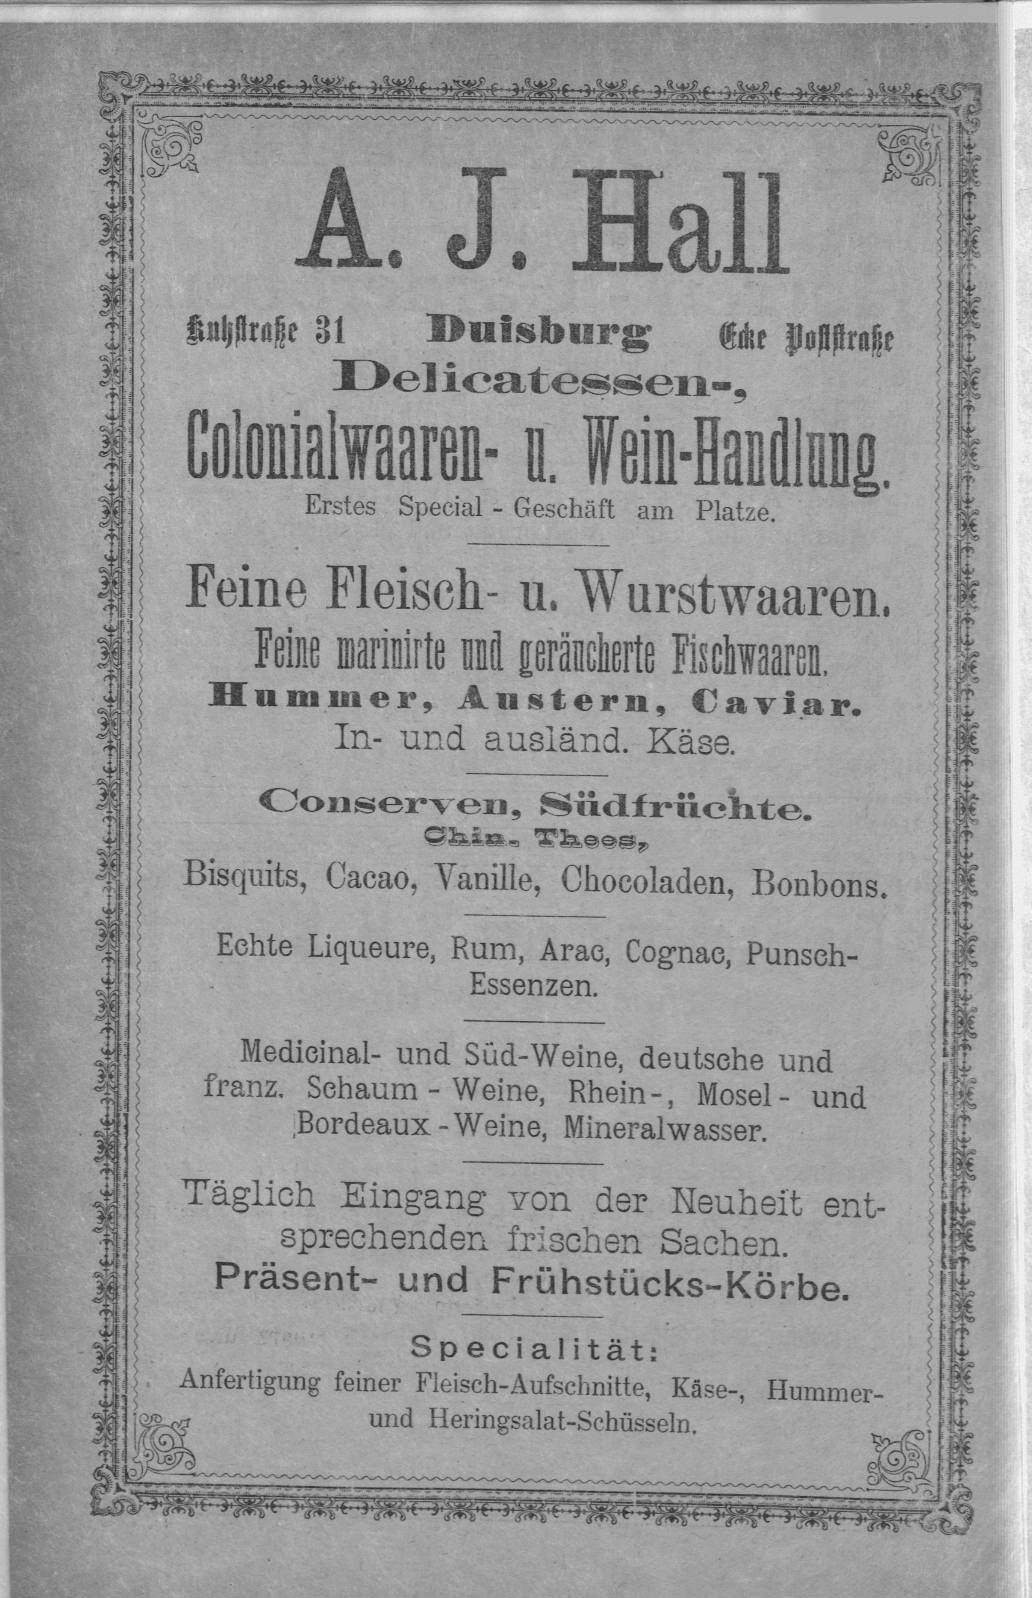 A. J. Hall
Kuhstraße 31 Duisburg Ecke Poststraße
Delicatessen-,
Colonialwaaren- u. Wein-Handlung.
Erstes Special - Geschäft am Platze.
Feine Fleisch- u. Wurstwaaren.
Feine marinirte und geräucherte Fischwaaren.
Hummer, Austern, Caviar.
In- und ausländ. Käse.
Conserven, Südfrüchte.
Chin. Thees,
Bisquits, Cacao, Vanille, Chocoladen, Bonbons.
Echte Liqueure, Rum, Arac, Cognac, Punsch-
Essenzen.
Medicinal- und Süd-Weine, deutsche und
franz. Schaum - Weine, Rhein-, Mosel- und
Bordeaux - Weine, Mineralwasser.
Täglich Eingang von der Neuheit ent-
sprechenden frischen Sachen.
Präsent- und Frühstücks-Körbe.
Specialität:
Anfertigung feiner Fleisch-Aufschnitte, Käse-, Hummer-
und Heringsalat-Schüsseln.